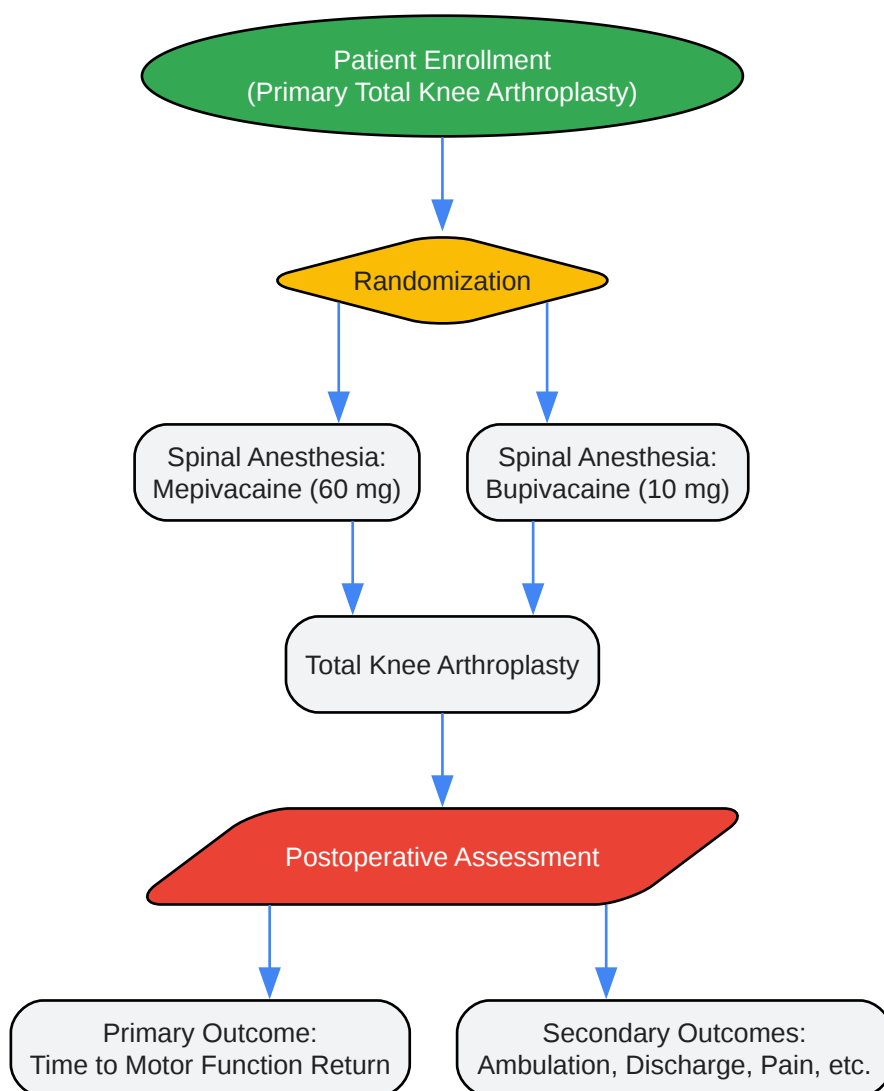 Patient Enrollment
(Primary Total Knee Arthroplasty)
Randomization
Spinal Anesthesia:
Mepivacaine (60 mg)
Spinal Anesthesia:
Bupivacaine (10 mg)
Total Knee Arthroplasty
Postoperative Assessment
Primary Outcome:
Time to Motor Function Return
Secondary Outcomes:
Ambulation, Discharge, Pain, etc.